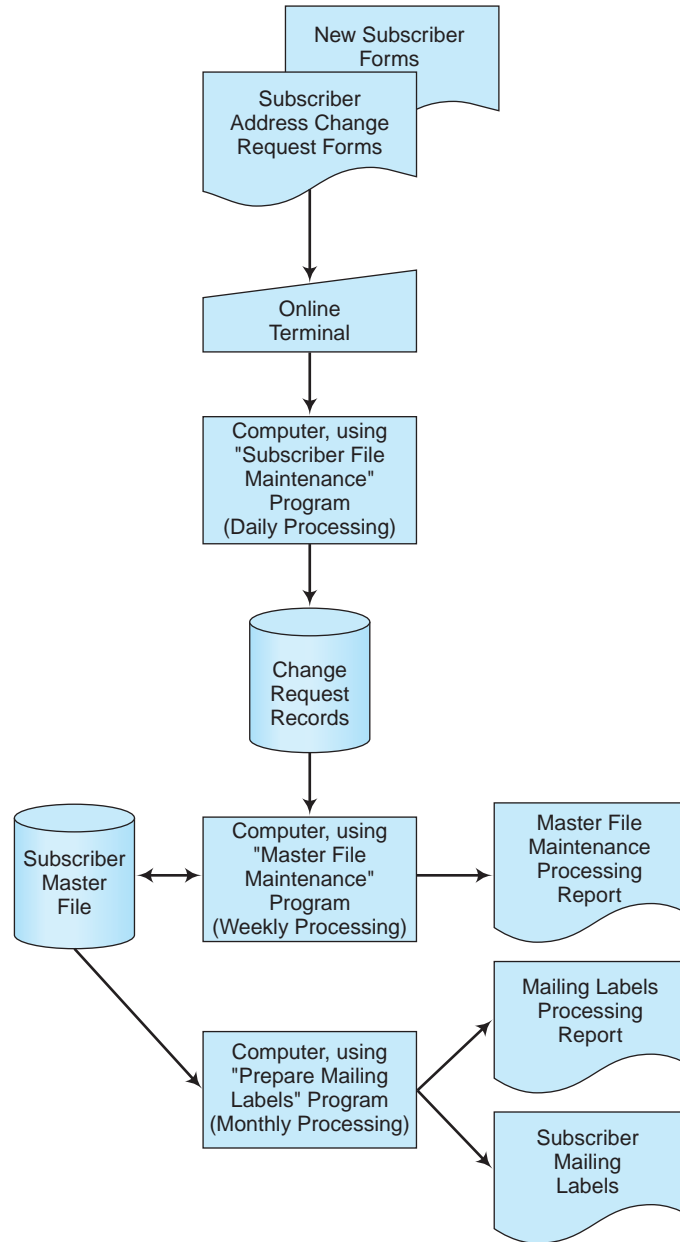 New Subscriber
Forms
Subscriber
Address Change
Request Forms
Online
Terminal
Computer, using
"Subscriber File
Maintenance"
Program
(Daily Processing)
Change
Request
Records
Subscriber
Master
File
Computer, using
"Master File
Maintenance"
Program
(Weekly Processing)
Master File
Maintenance
Processing
Report
Computer, using
"Prepare Mailing
Labels" Program
(Monthly Processing)
Mailing Labels
Processing
Report
Subscriber
Mailing
Labels